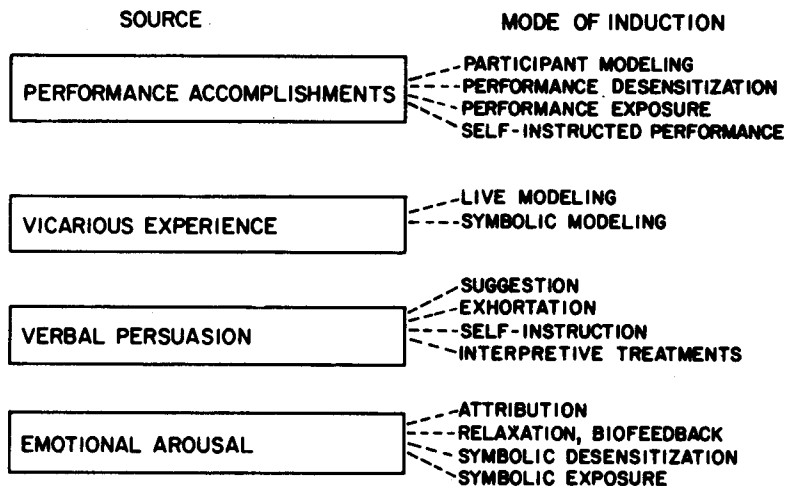 SOURCE
MODE OF INDUCTION
PERFORMANCE ACCOMPLISHMENTS
PARTICIPANT MODELING
PERFORMANCE DESENSITIZATION
PERFORMANCE EXPOSURE
SELF-INSTRUCTED PERFORMANCE
VICARIOUS EXPERIENCE
LIVE MODELING
SYMBOLIC MODELING
VERBAL PERSUASION
SUGGESTION
EXHORTATION
SELF-INSTRUCTION
INTERPRETIVE TREATMENTS
EMOTIONAL AROUSAL
ATTRIBUTION
RELAXATION, BIOFEEDBACK
SYMBOLIC DESENSITIZATION
SYMBOLIC EXPOSURE